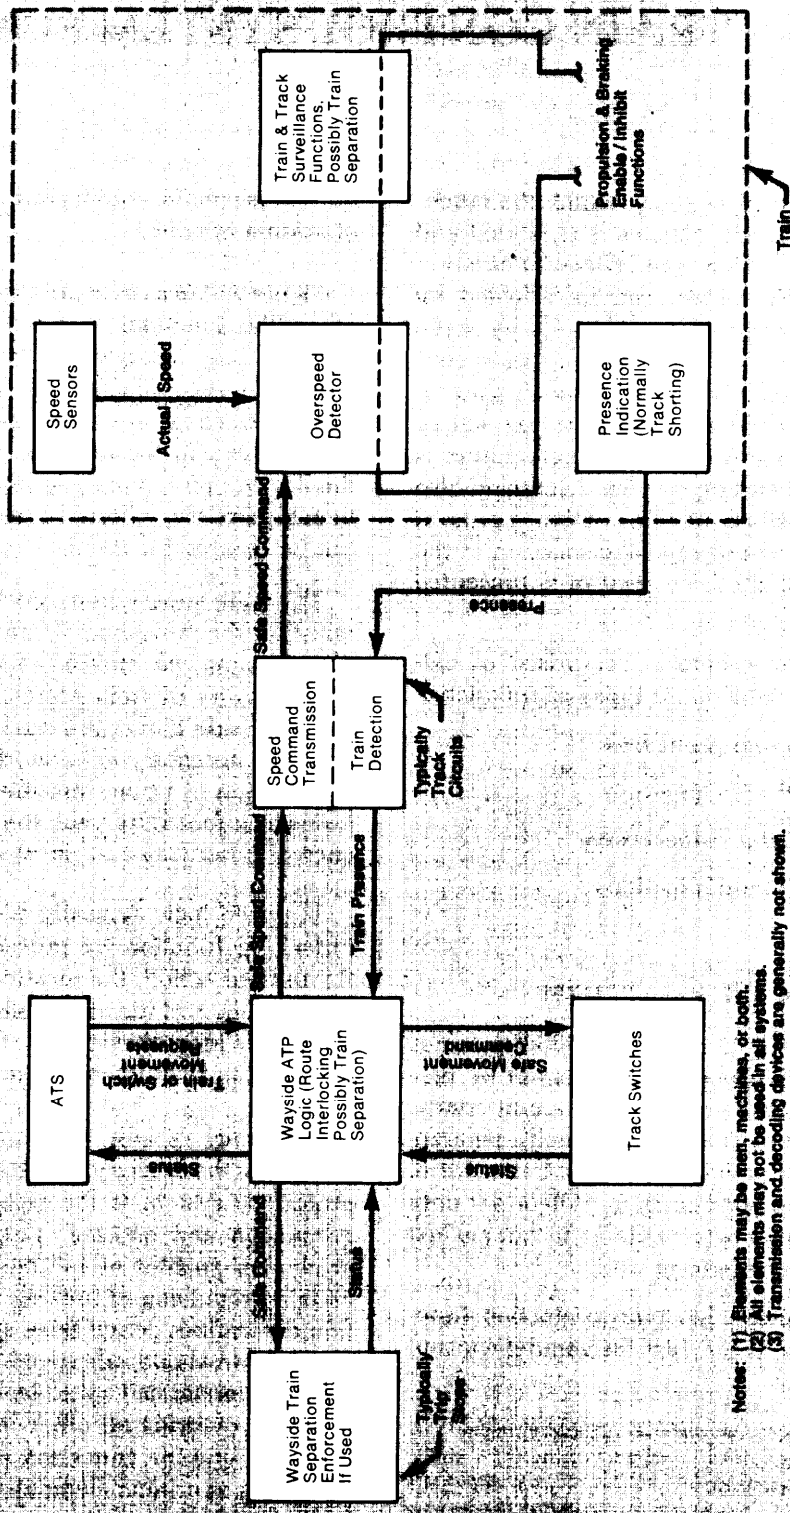 ATS
Status
Train or Switch
Movement
Requests
Wayside Train
Separation
Enforcement
If Used
Typically
Trip
Stops
Safe Command
Status
Wayside ATP
Logic (Route
Interlocking
Possibly Train
Separation)
Status
Safe Movement
Command
Track Switches
Safe Speed Command
Train Presence
Speed
Command
Transmission
Train
Detection
Typically
Track
Circuits
Safe Speed Command
Presence
Speed
Sensors
Actual Speed
Overspeed
Detector
Presence
Indication
(Normally
Track
Shorting)
Train & Track
Surveillance
Functions,
Possibly Train
Separation
Propulsion & Braking
Enable / Inhibit
Functions
Train
Notes: (1) Elements may be men, machines, or both.
(2) All elements may not be used in all systems.
(3) Transmission and decoding devices are generally not shown.